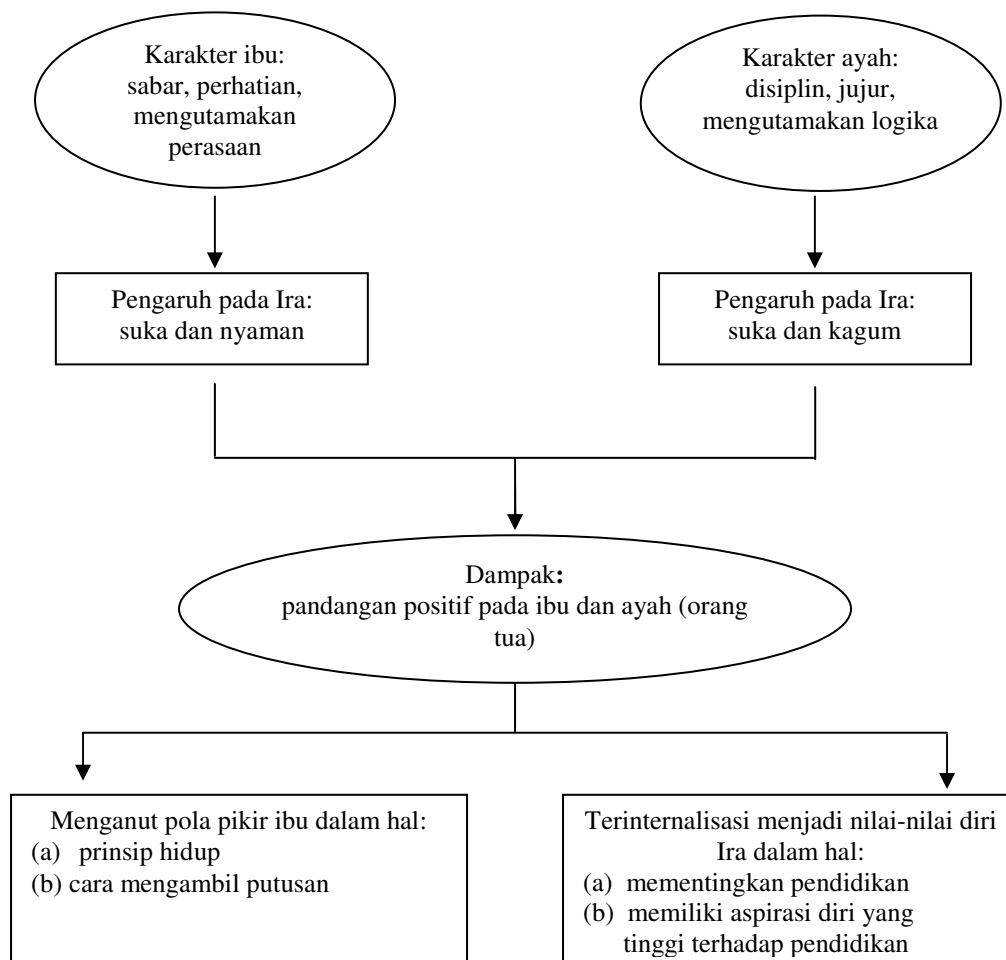 Karakter ibu:
sabar, perhatian,
mengutamakan
perasaan
Karakter ayah:
disiplin, jujur,
mengutamakan logika
Pengaruh pada Ira:
suka dan nyaman
Pengaruh pada Ira:
suka dan kagum
Dampak:
pandangan positif pada ibu dan ayah (orang
tua)
Menganut pola pikir ibu dalam hal:
(a) prinsip hidup
(b) cara mengambil putusan
Terinternalisasi menjadi nilai-nilai diri
Ira dalam hal:
(a) mementingkan pendidikan
(b) memiliki aspirasi diri yang
tinggi terhadap pendidikan